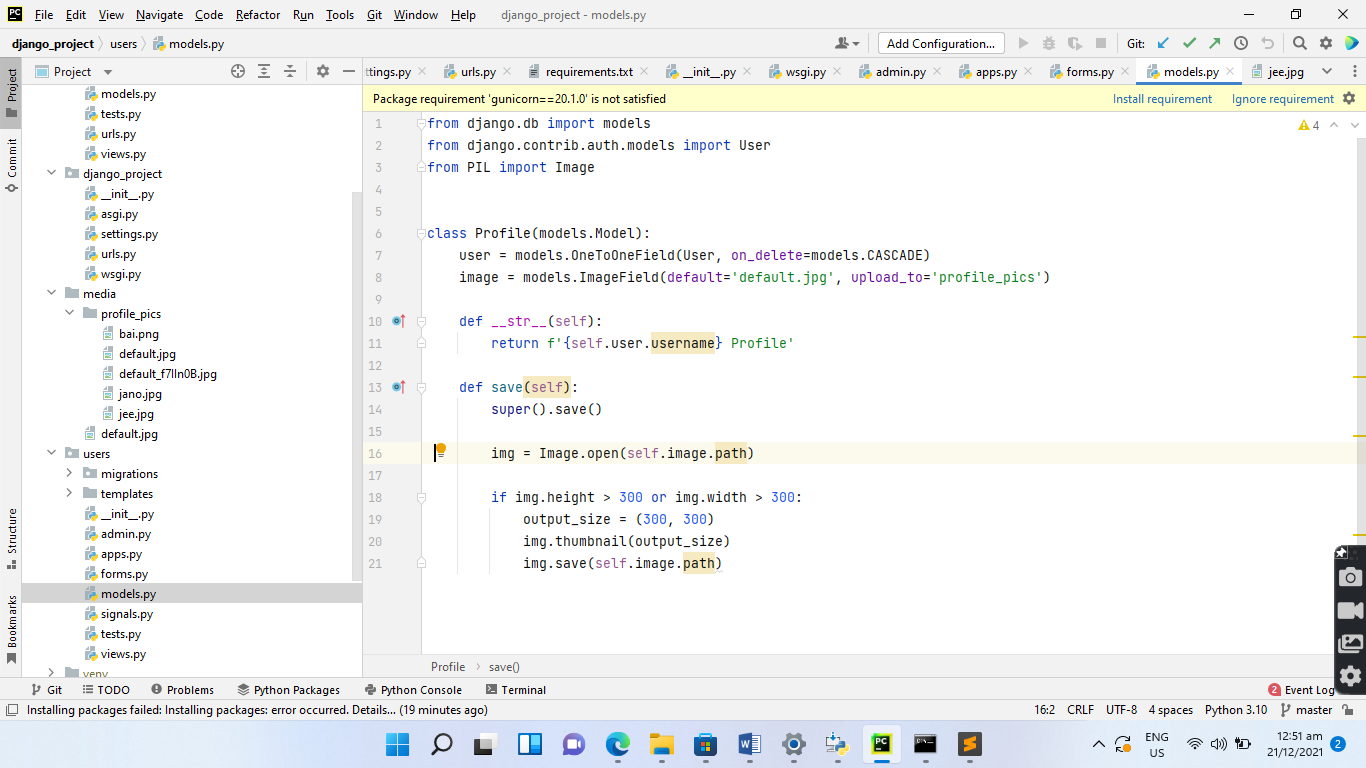 File Edit View Navigate Code Refactor Run Tools Git Window Help django_project - models.py
django_project users models.py Add Configuration... Git:
Project ttings.py urls.py requirements.txt __init__.py wsgi.py admin.py apps.py forms.py models.py jee.jpg
Package requirement 'gunicorn==20.1.0' is not satisfied Install requirement Ignore requirement
Project
Commit
Structure
Bookmarks
models.py
tests.py
urls.py
views.py
django_project
__init__.py
asgi.py
settings.py
urls.py
wsgi.py
media
profile_pics
bai.png
default.jpg
default_f7lIn0B.jpg
jano.jpg
jee.jpg
default.jpg
users
migrations
templates
__init__.py
admin.py
apps.py
forms.py
models.py
signals.py
tests.py
views.py
venv
4
1 from django.db import models
2 from django.contrib.auth.models import User
3 from PIL import Image
4
5
6 class Profile(models.Model):
7 user = models.OneToOneField(User, on_delete=models.CASCADE)
8 image = models.ImageField(default='default.jpg', upload_to='profile_pics')
9
10 def __str__(self):
11 return f'{self.user.username} Profile'
12
13 def save(self):
14 super().save()
15
16 img = Image.open(self.image.path)
17
18 if img.height > 300 or img.width > 300:
19 output_size = (300, 300)
20 img.thumbnail(output_size)
21 img.save(self.image.path)
Profile save()
Git TODO Problems Python Packages Python Console Terminal 2 Event Log
Installing packages failed: Installing packages: error occurred. Details... (19 minutes ago) 16:2 CRLF UTF-8 4 spaces Python 3.10 master
ENG
US
12:51 am
21/12/2021
2